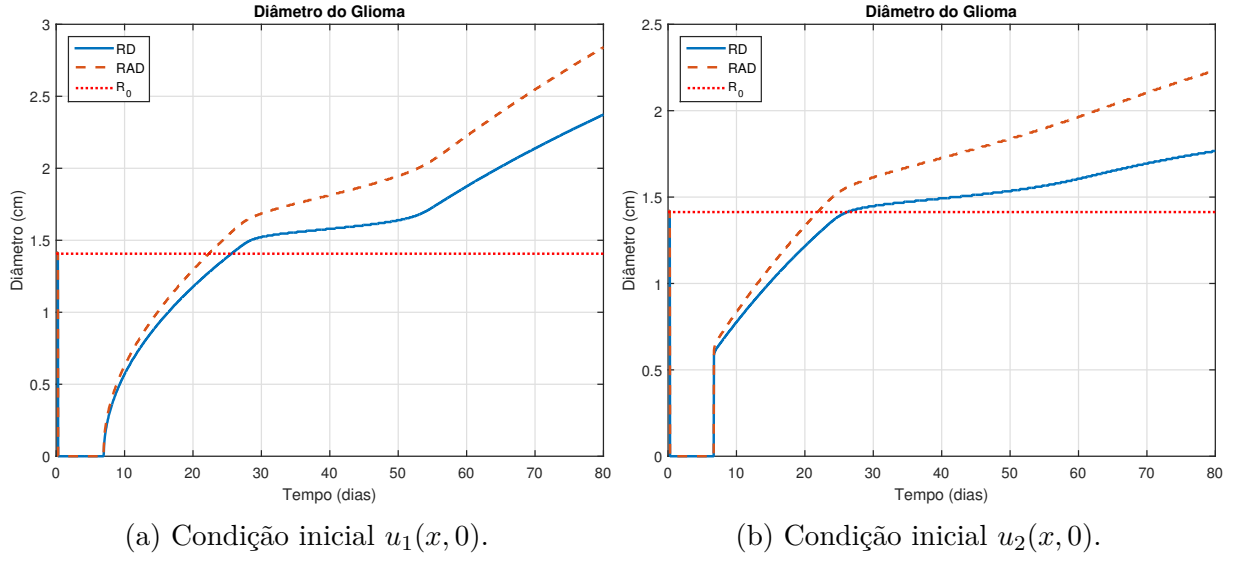 Diâmetro do Glioma
3
2.5
2
1.5
1
0.5
0
Diâmetro (cm)
RD
RAD
R₀
0 10 20 30 40 50 60 70 80
Tempo (dias)
(a) Condição inicial u₁(x, 0).
Diâmetro do Glioma
2.5
2
1.5
1
0.5
0
Diâmetro (cm)
RD
RAD
R₀
0 10 20 30 40 50 60 70 80
Tempo (dias)
(b) Condição inicial u₂(x, 0).